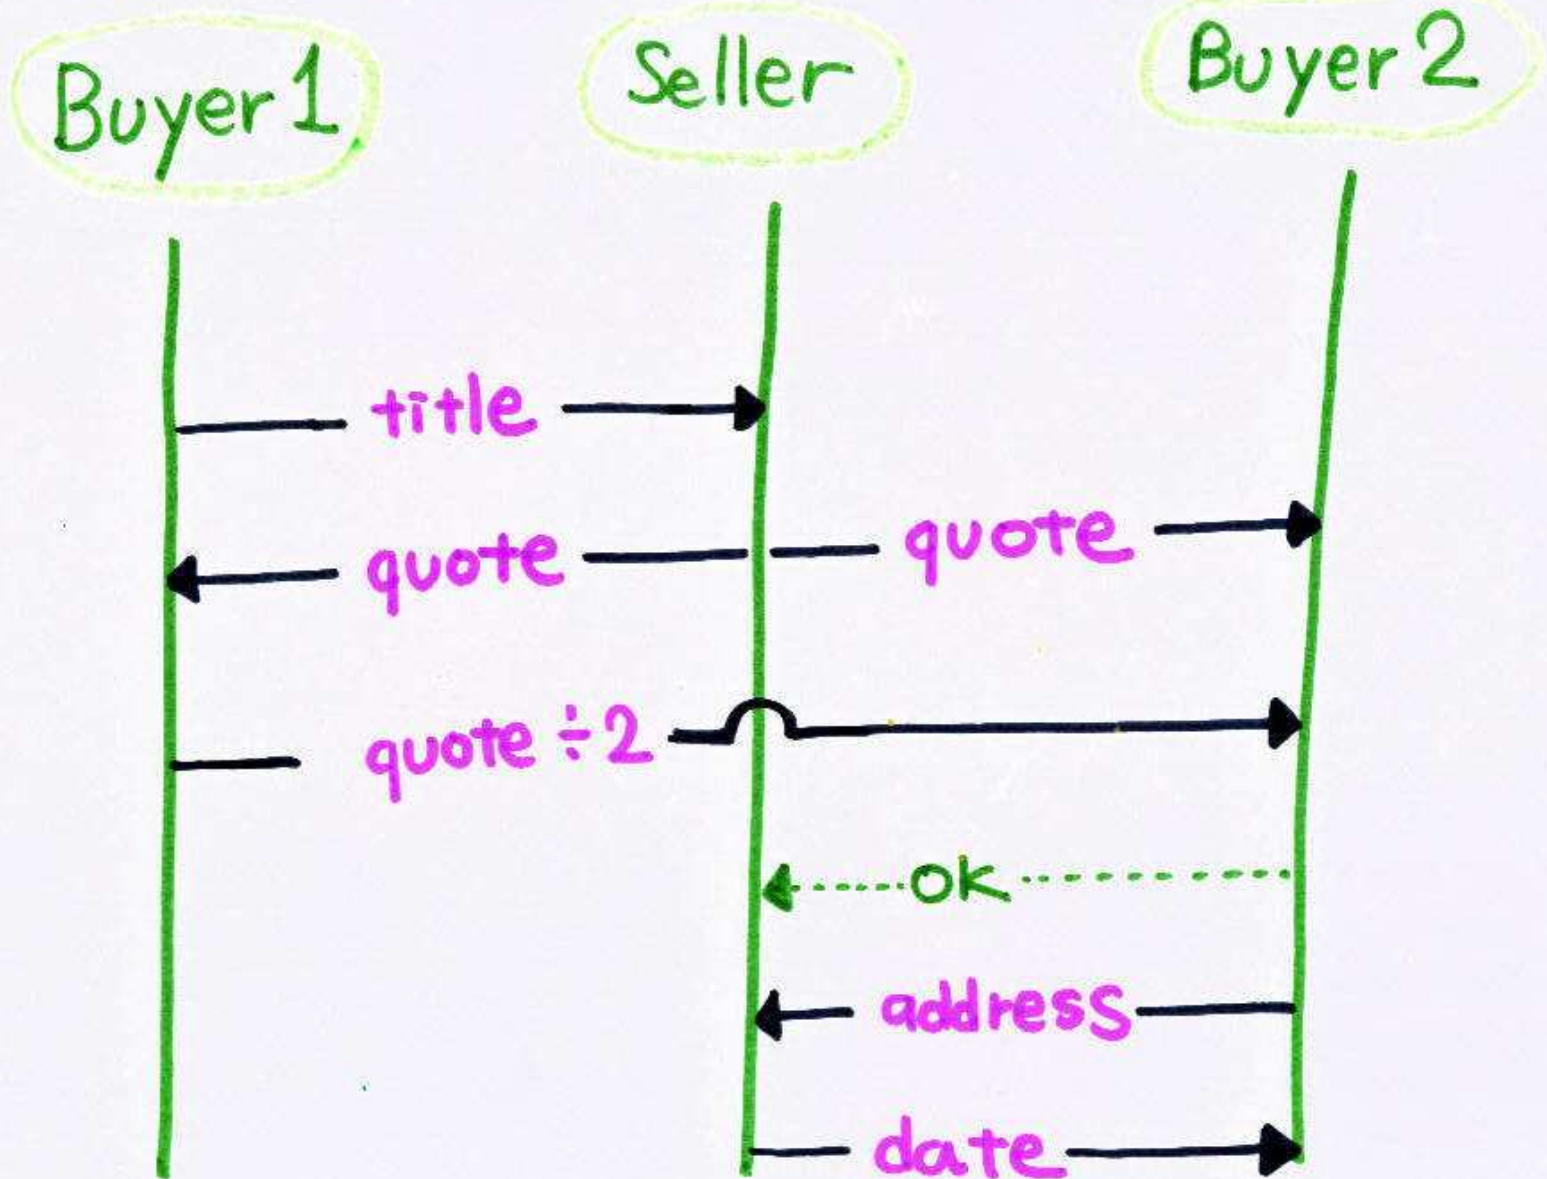 Buyer 1
Seller
Buyer 2
title
quote
quote
quote ÷ 2
ok
address
date